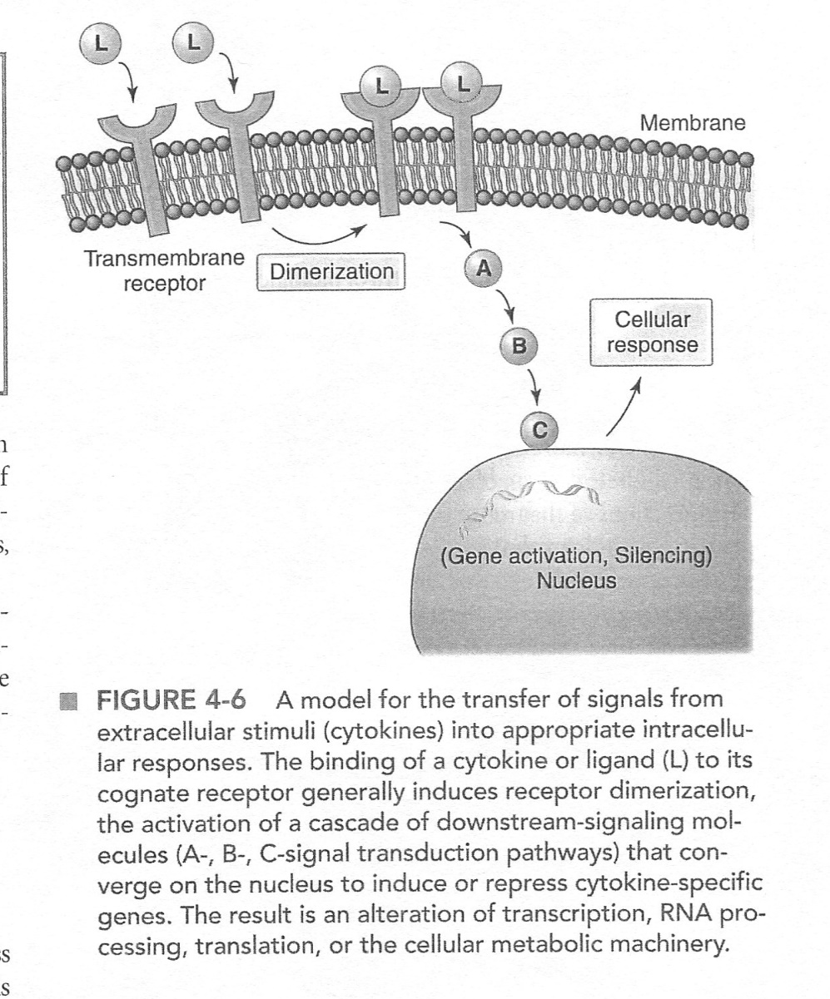 L
L
L
L
Membrane
Transmembrane
receptor
Dimerization
A
B
C
Cellular
response
(Gene activation, Silencing)
Nucleus
FIGURE 4-6 A model for the transfer of signals from
extracellular stimuli (cytokines) into appropriate intracellu-
lar responses. The binding of a cytokine or ligand (L) to its
cognate receptor generally induces receptor dimerization,
the activation of a cascade of downstream-signaling mol-
ecules (A-, B-, C-signal transduction pathways) that con-
verge on the nucleus to induce or repress cytokine-specific
genes. The result is an alteration of transcription, RNA pro-
cessing, translation, or the cellular metabolic machinery.